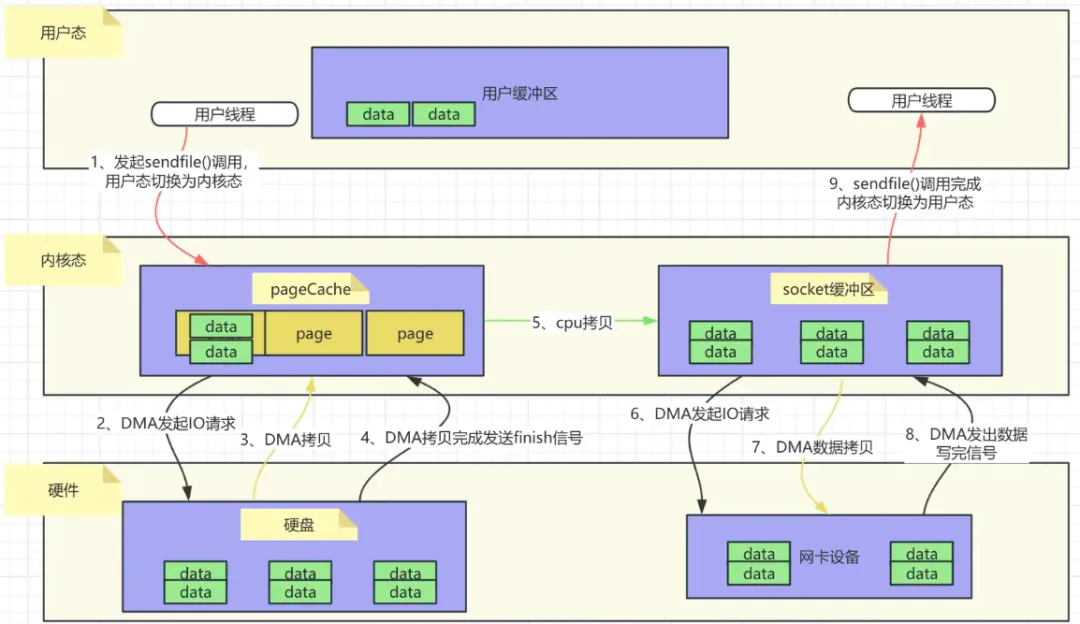 用户态
用户缓冲区
data
data
用户线程
用户线程
1、发起sendfile()调用，
用户态切换为内核态
9、sendfile()调用完成
内核态切换为用户态
内核态
pageCache
data
data
page
page
5、cpu拷贝
socket缓冲区
data
data
data
data
data
data
2、DMA发起IO请求
3、DMA拷贝
4、DMA拷贝完成发送finish信号
6、DMA发起IO请求
7、DMA数据拷贝
8、DMA发出数据
写完信号
硬件
硬盘
data
data
data
data
data
data
网卡设备
data
data
data
data